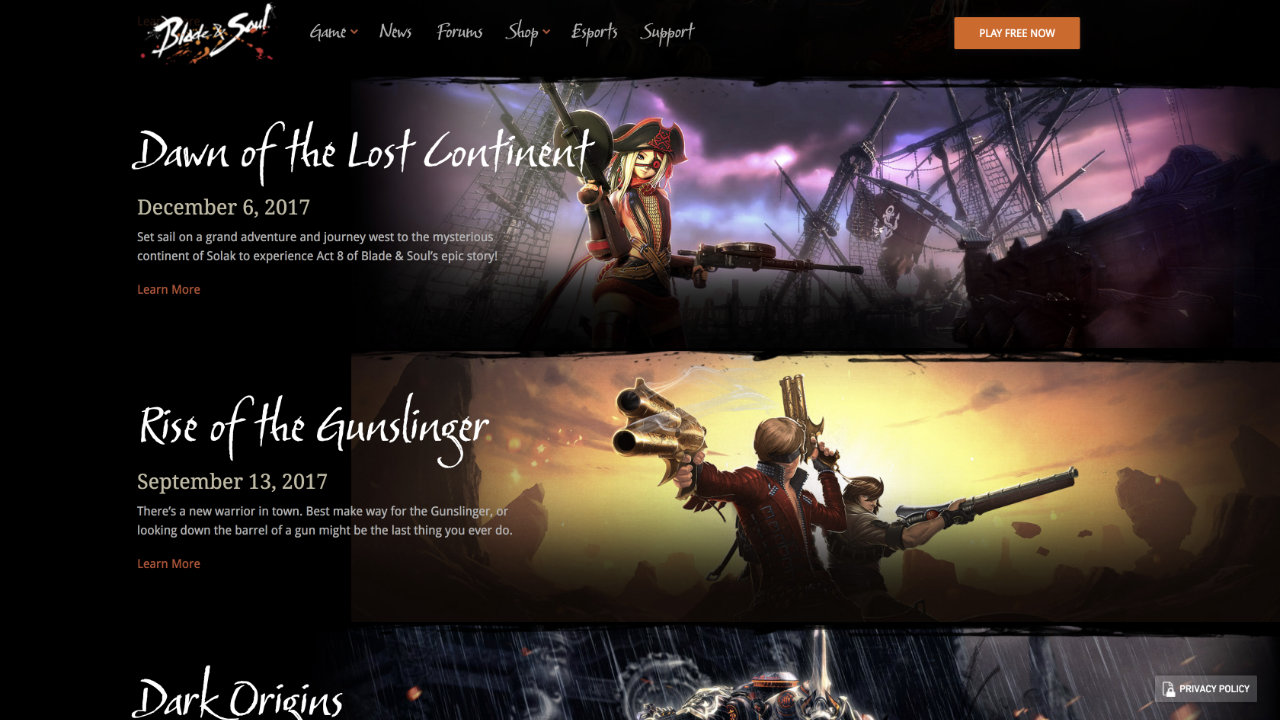 Blade & Soul
Game News Forums Shop Esports Support
PLAY FREE NOW
Dawn of the Lost Continent
December 6, 2017
Set sail on a grand adventure and journey west to the mysterious
continent of Solak to experience Act 8 of Blade & Soul’s epic story!
Learn More
Rise of the Gunslinger
September 13, 2017
There’s a new warrior in town. Best make way for the Gunslinger, or
looking down the barrel of a gun might be the last thing you ever do.
Learn More
Dark Origins
PRIVACY POLICY